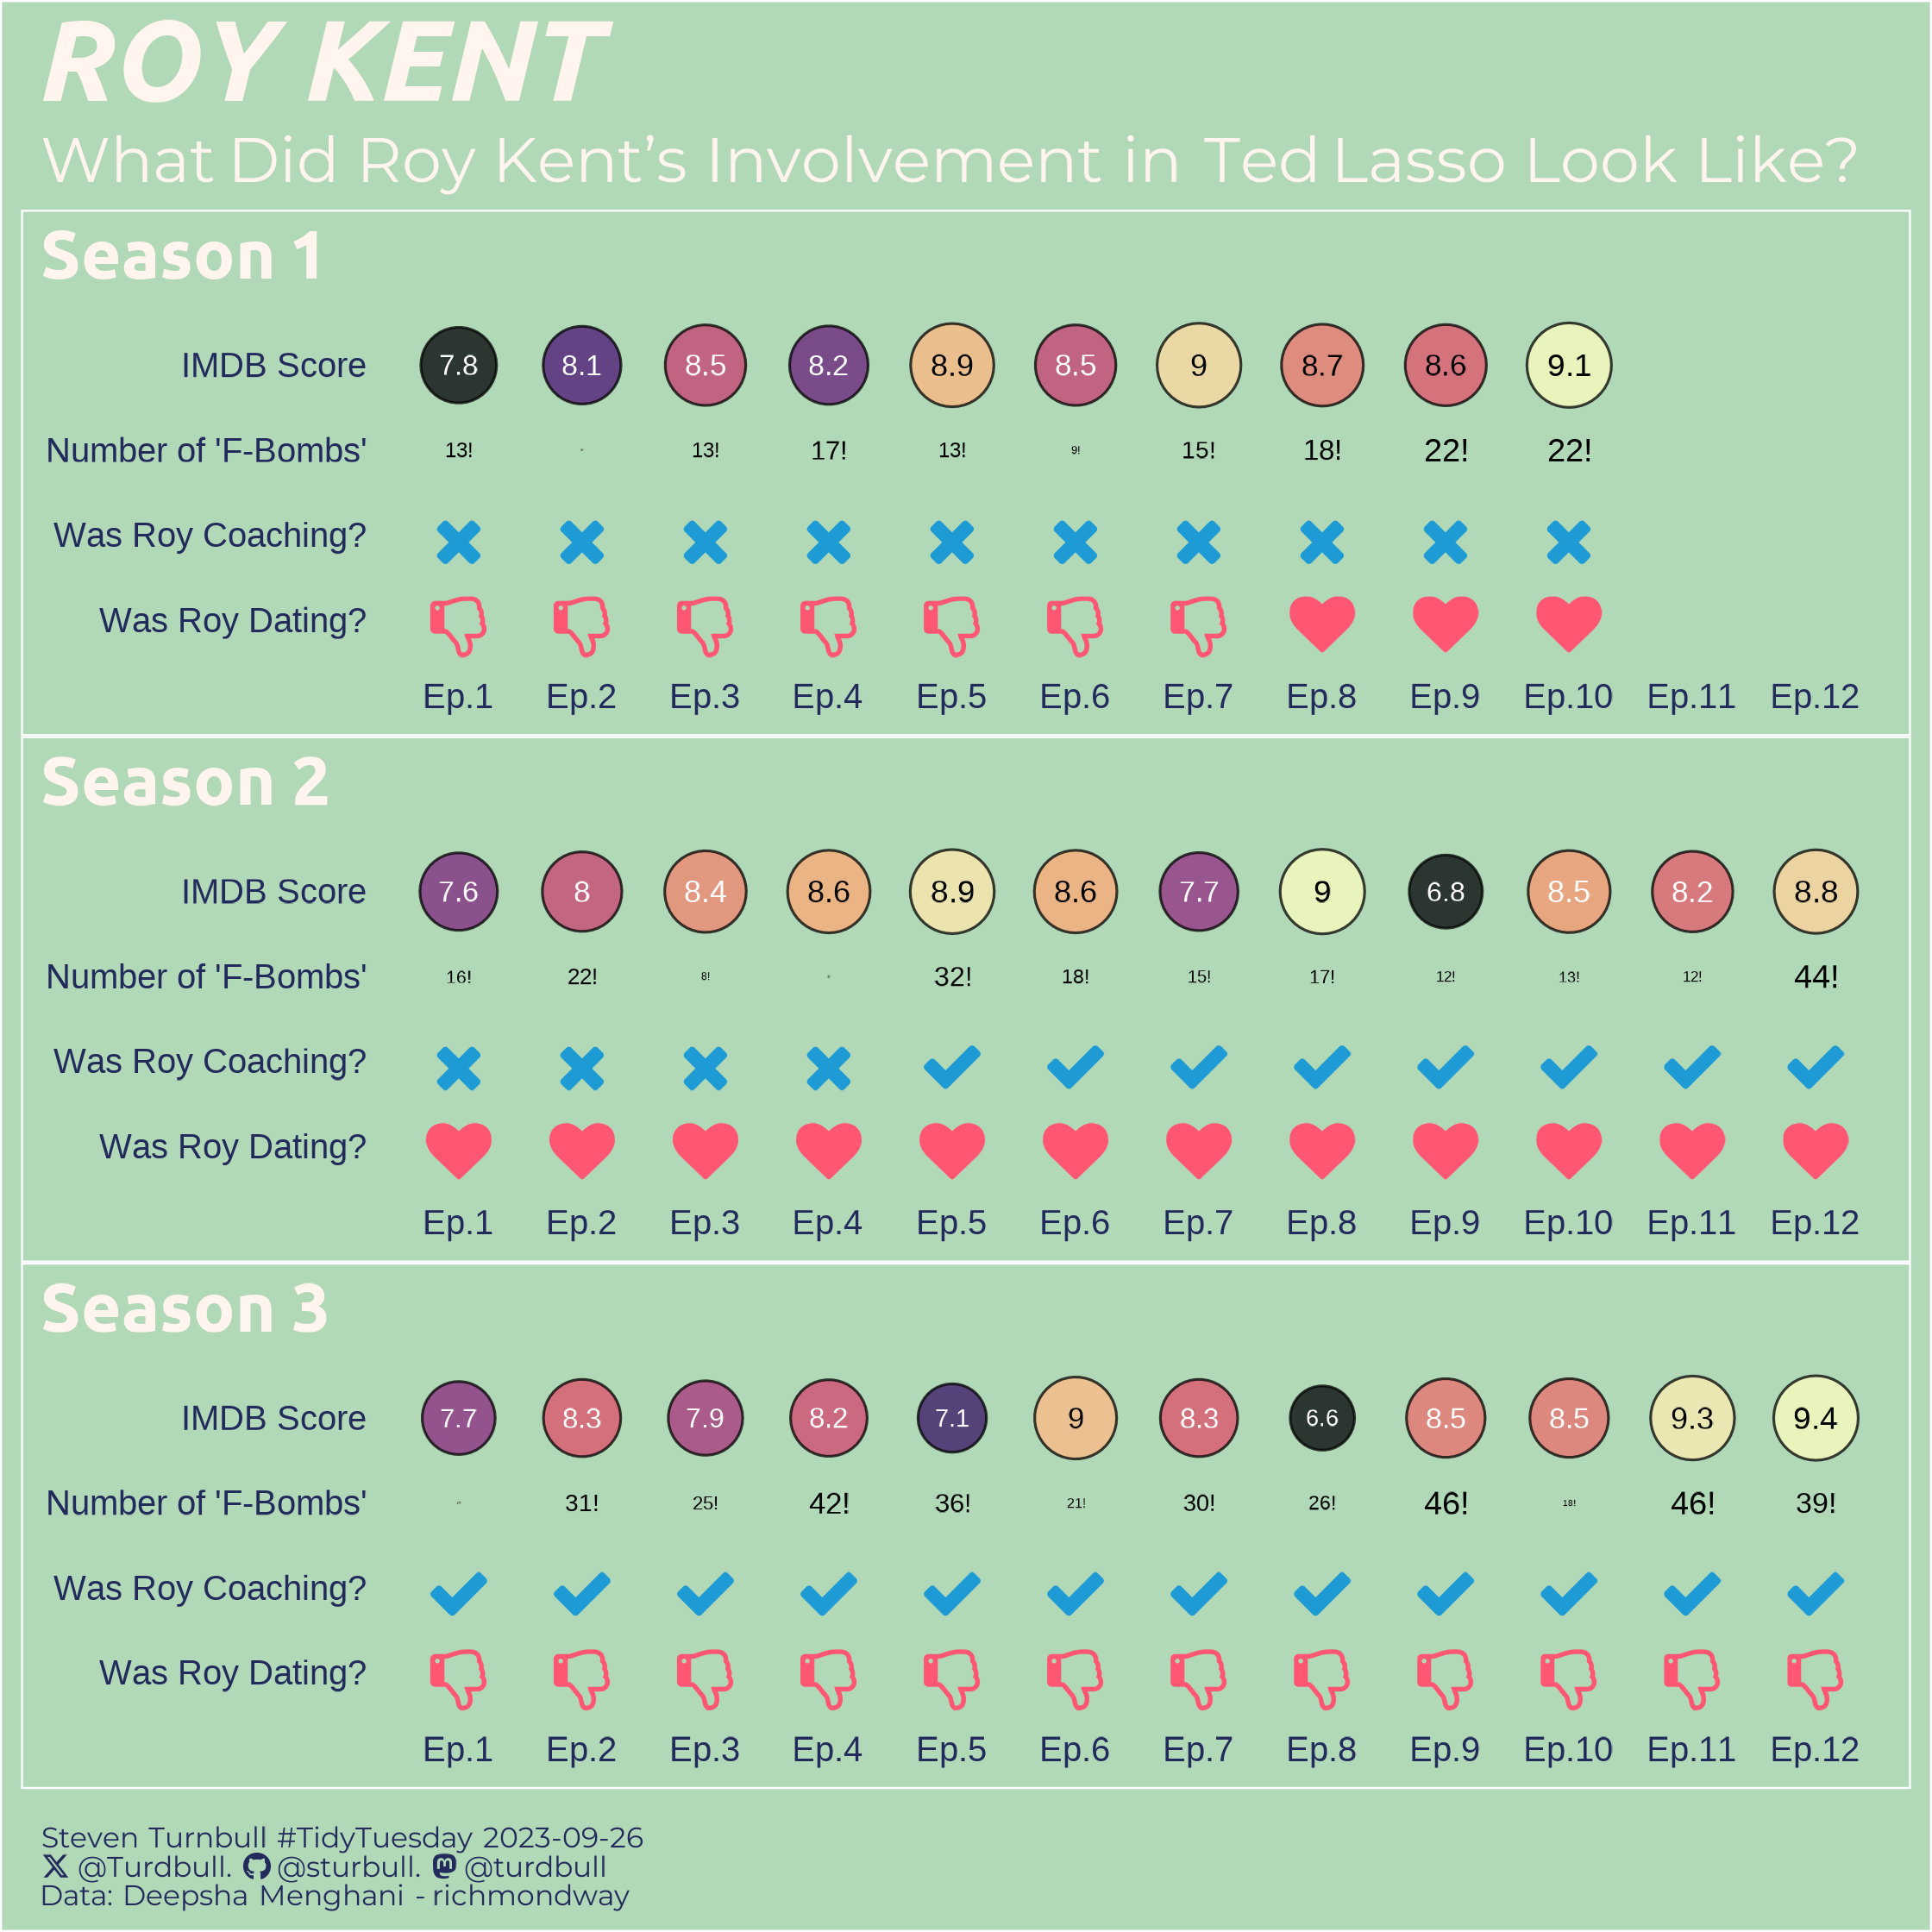 ROY KENT
What Did Roy Kent’s Involvement in Ted Lasso Look Like?
Season 1
IMDB Score 7.8 8.1 8.5 8.2 8.9 8.5 9 8.7 8.6 9.1
Number of 'F-Bombs' 13! 13! 17! 13! 9! 15! 18! 22! 22!
Was Roy Coaching?
Was Roy Dating?
Ep.1 Ep.2 Ep.3 Ep.4 Ep.5 Ep.6 Ep.7 Ep.8 Ep.9 Ep.10 Ep.11 Ep.12
Season 2
IMDB Score 7.6 8 8.4 8.6 8.9 8.6 7.7 9 6.8 8.5 8.2 8.8
Number of 'F-Bombs' 16! 22! 8! 32! 18! 15! 17! 12! 13! 12! 44!
Was Roy Coaching?
Was Roy Dating?
Ep.1 Ep.2 Ep.3 Ep.4 Ep.5 Ep.6 Ep.7 Ep.8 Ep.9 Ep.10 Ep.11 Ep.12
Season 3
IMDB Score 7.7 8.3 7.9 8.2 7.1 9 8.3 6.6 8.5 8.5 9.3 9.4
Number of 'F-Bombs' 31! 25! 42! 36! 21! 30! 26! 46! 18! 46! 39!
Was Roy Coaching?
Was Roy Dating?
Ep.1 Ep.2 Ep.3 Ep.4 Ep.5 Ep.6 Ep.7 Ep.8 Ep.9 Ep.10 Ep.11 Ep.12
Steven Turnbull #TidyTuesday 2023-09-26
@Turdbull. @sturbull. @turdbull
Data: Deepsha Menghani - richmondway